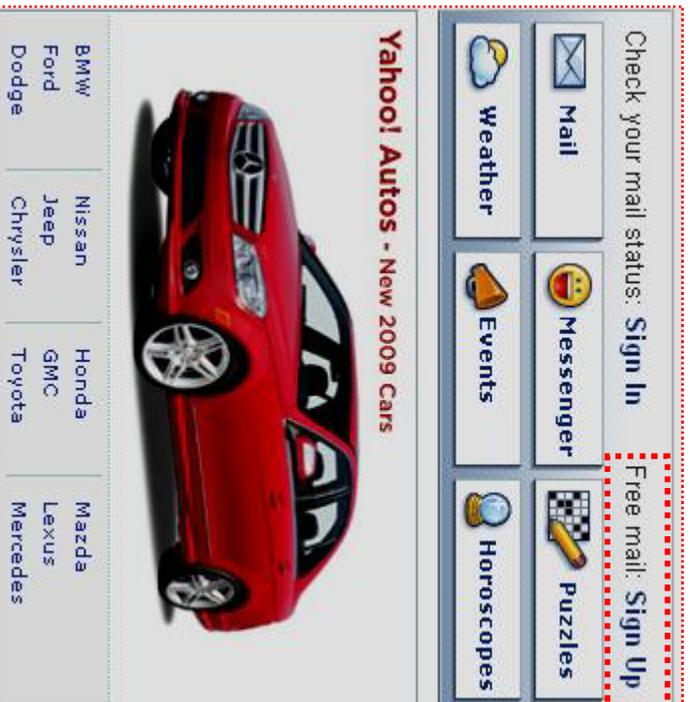 Check your mail status: Sign In Free mail: Sign Up
Mail Messenger Puzzles
Weather Events Horoscopes
Yahoo! Autos - New 2009 Cars
BMW Nissan Honda Mazda
Ford Jeep GMC Lexus
Dodge Chrysler Toyota Mercedes